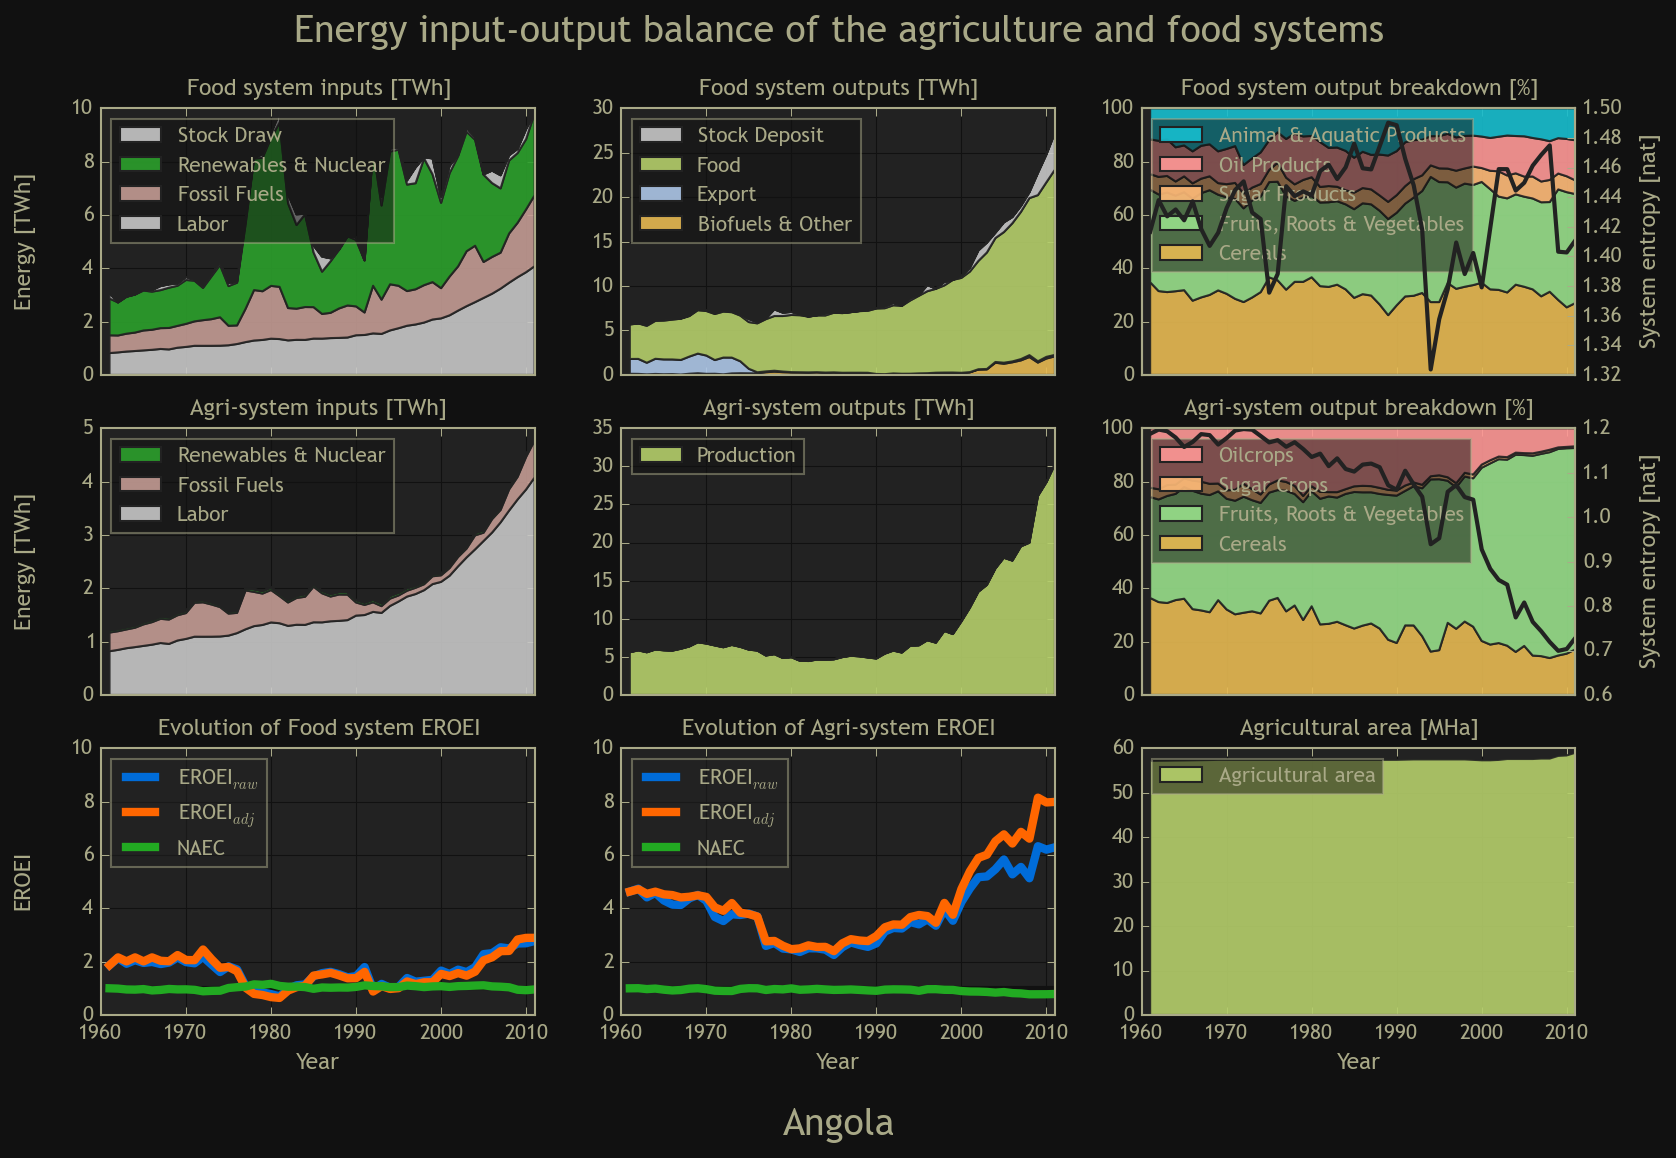 Energy input-output balance of the agriculture and food systems
Food system inputs [TWh]
Energy [TWh]
10
8
6
4
2
0
Stock Draw
Renewables & Nuclear
Fossil Fuels
Labor
Food system outputs [TWh]
30
25
20
15
10
5
0
Stock Deposit
Food
Export
Biofuels & Other
Food system output breakdown [%]
100
80
60
40
20
0
Animal & Aquatic Products
Oil Products
Sugar Products
Fruits, Roots & Vegetables
Cereals
1.50
1.48
1.46
1.44
1.42
1.40
1.38
1.36
1.34
1.32
System entropy [nat]
Agri-system inputs [TWh]
Energy [TWh]
5
4
3
2
1
0
Renewables & Nuclear
Fossil Fuels
Labor
Agri-system outputs [TWh]
35
30
25
20
15
10
5
0
Production
Agri-system output breakdown [%]
100
80
60
40
20
0
Oilcrops
Sugar Crops
Fruits, Roots & Vegetables
Cereals
1.2
1.1
1.0
0.9
0.8
0.7
0.6
System entropy [nat]
Evolution of Food system EROEI
EROEI
10
8
6
4
2
0
EROEIraw
EROEIadj
NAEC
1960 1970 1980 1990 2000 2010
Year
Evolution of Agri-system EROEI
10
8
6
4
2
0
EROEIraw
EROEIadj
NAEC
1960 1970 1980 1990 2000 2010
Year
Agricultural area [MHa]
60
50
40
30
20
10
0
Agricultural area
1960 1970 1980 1990 2000 2010
Year
Angola